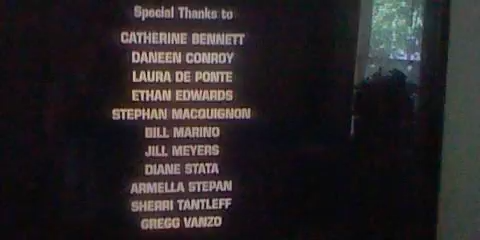 Special Thanks to
CATHERINE BENNETT
DANEEN CONROY
LAURA DE PONTE
ETHAN EDWARDS
STEPHAN MACQUIGNON
BILL MARINO
JILL MEYERS
DIANE STATA
ARMELLA STEPAN
SHERRI TANTLEFF
GREGG VANZO